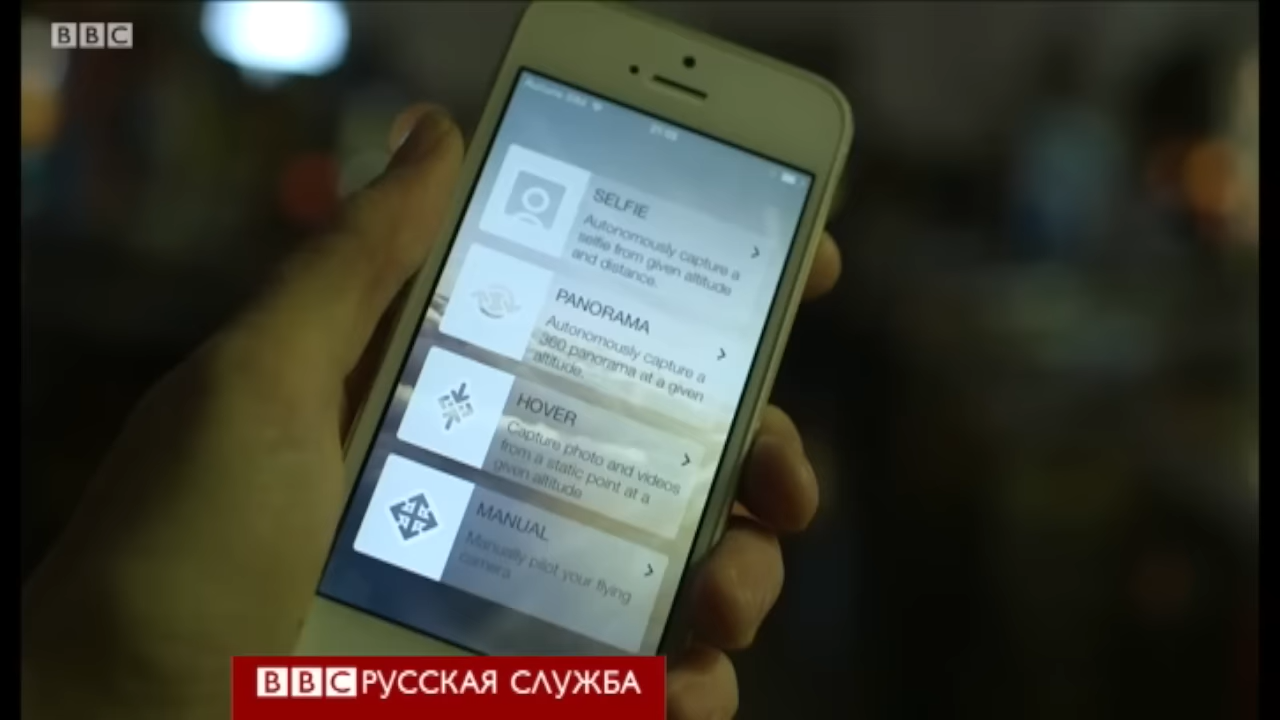 BBC
SELFIE
Autonomously capture a
selfie from given altitude
and distance.
PANORAMA
Autonomously capture a
360 panorama at a given
altitude.
HOVER
Capture photo and videos
from a static point at a
given altitude
MANUAL
Manually pilot your flying
camera
BBC РУССКАЯ СЛУЖБА